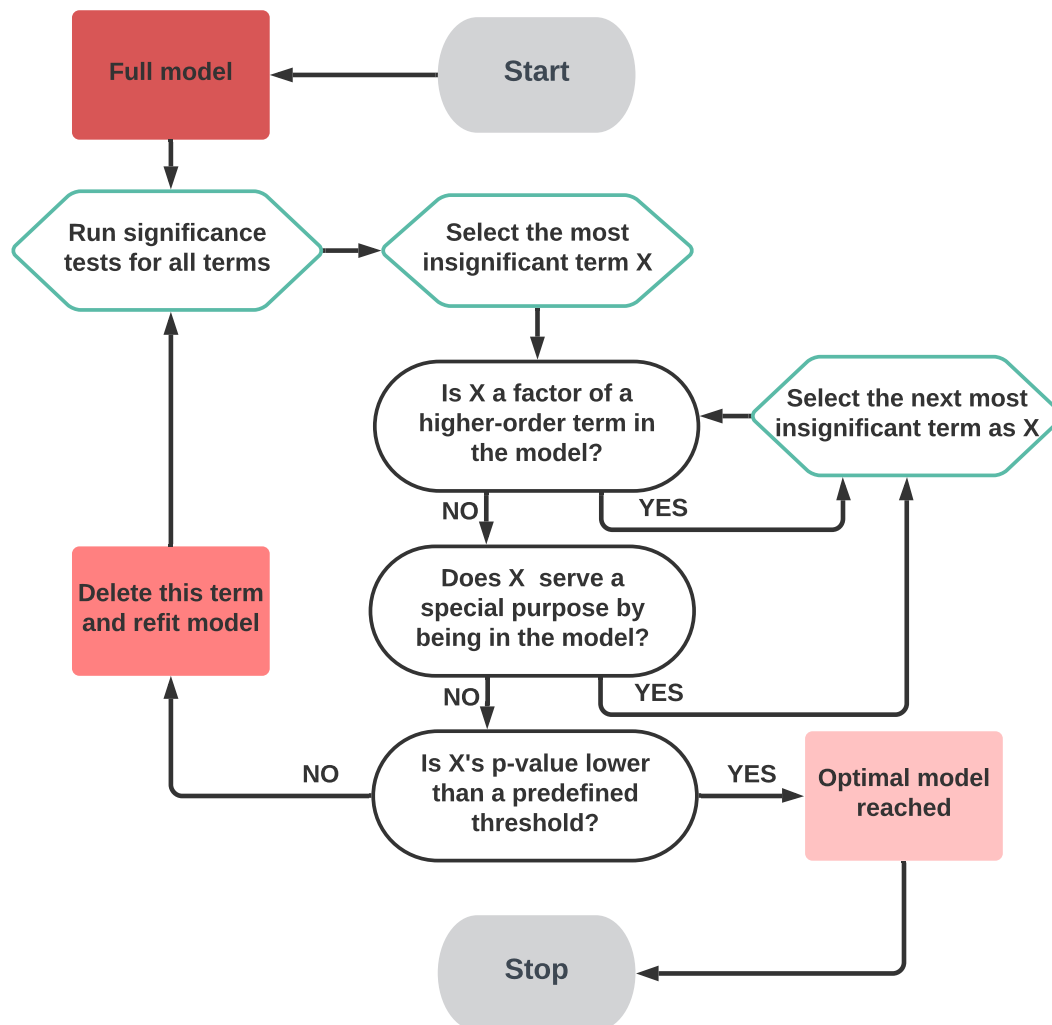 Full model
Start
Run significance
tests for all terms
Select the most
insignificant term X
Is X a factor of a
higher-order term in
the model?
Select the next most
insignificant term as X
NO
YES
Delete this term
and refit model
Does X serve a
special purpose by
being in the model?
NO
YES
Is X's p-value lower
than a predefined
threshold?
NO
YES
Optimal model
reached
Stop